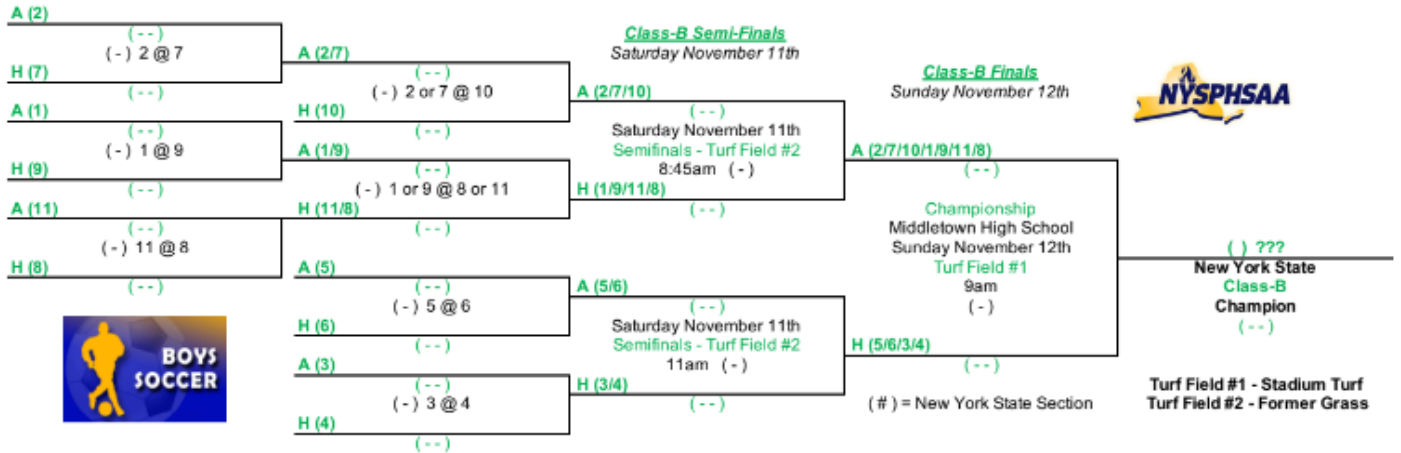 A (2)
( - - )
( - ) 2 @ 7
H (7)
( - - )
A (1)
( - - )
( - ) 1 @ 9
H (9)
( - - )
A (11)
( - - )
( - ) 11 @ 8
H (8)
( - - )
BOYS
SOCCER
A (2/7)
( - - )
( - ) 2 or 7 @ 10
H (10)
( - - )
A (1/9)
( - - )
( - ) 1 or 9 @ 8 or 11
H (11/8)
( - - )
A (5)
( - - )
( - ) 5 @ 6
H (6)
( - - )
A (3)
( - - )
( - ) 3 @ 4
H (4)
( - - )
Class-B Semi-Finals
Saturday November 11th
A (2/7/10)
( - - )
Saturday November 11th
Semifinals - Turf Field #2
8:45am ( - )
H (1/9/11/8)
( - - )
A (5/6)
( - - )
Saturday November 11th
Semifinals - Turf Field #2
11am ( - )
H (3/4)
( - - )
Class-B Finals
Sunday November 12th
A (2/7/10/1/9/11/8)
( - - )
Championship
Middletown High School
Sunday November 12th
Turf Field #1
9am
( - )
H (5/6/3/4)
( - - )
( # ) = New York State Section
NYSPHSAA
( ) ???
New York State
Class-B
Champion
( - - )
Turf Field #1 - Stadium Turf
Turf Field #2 - Former Grass